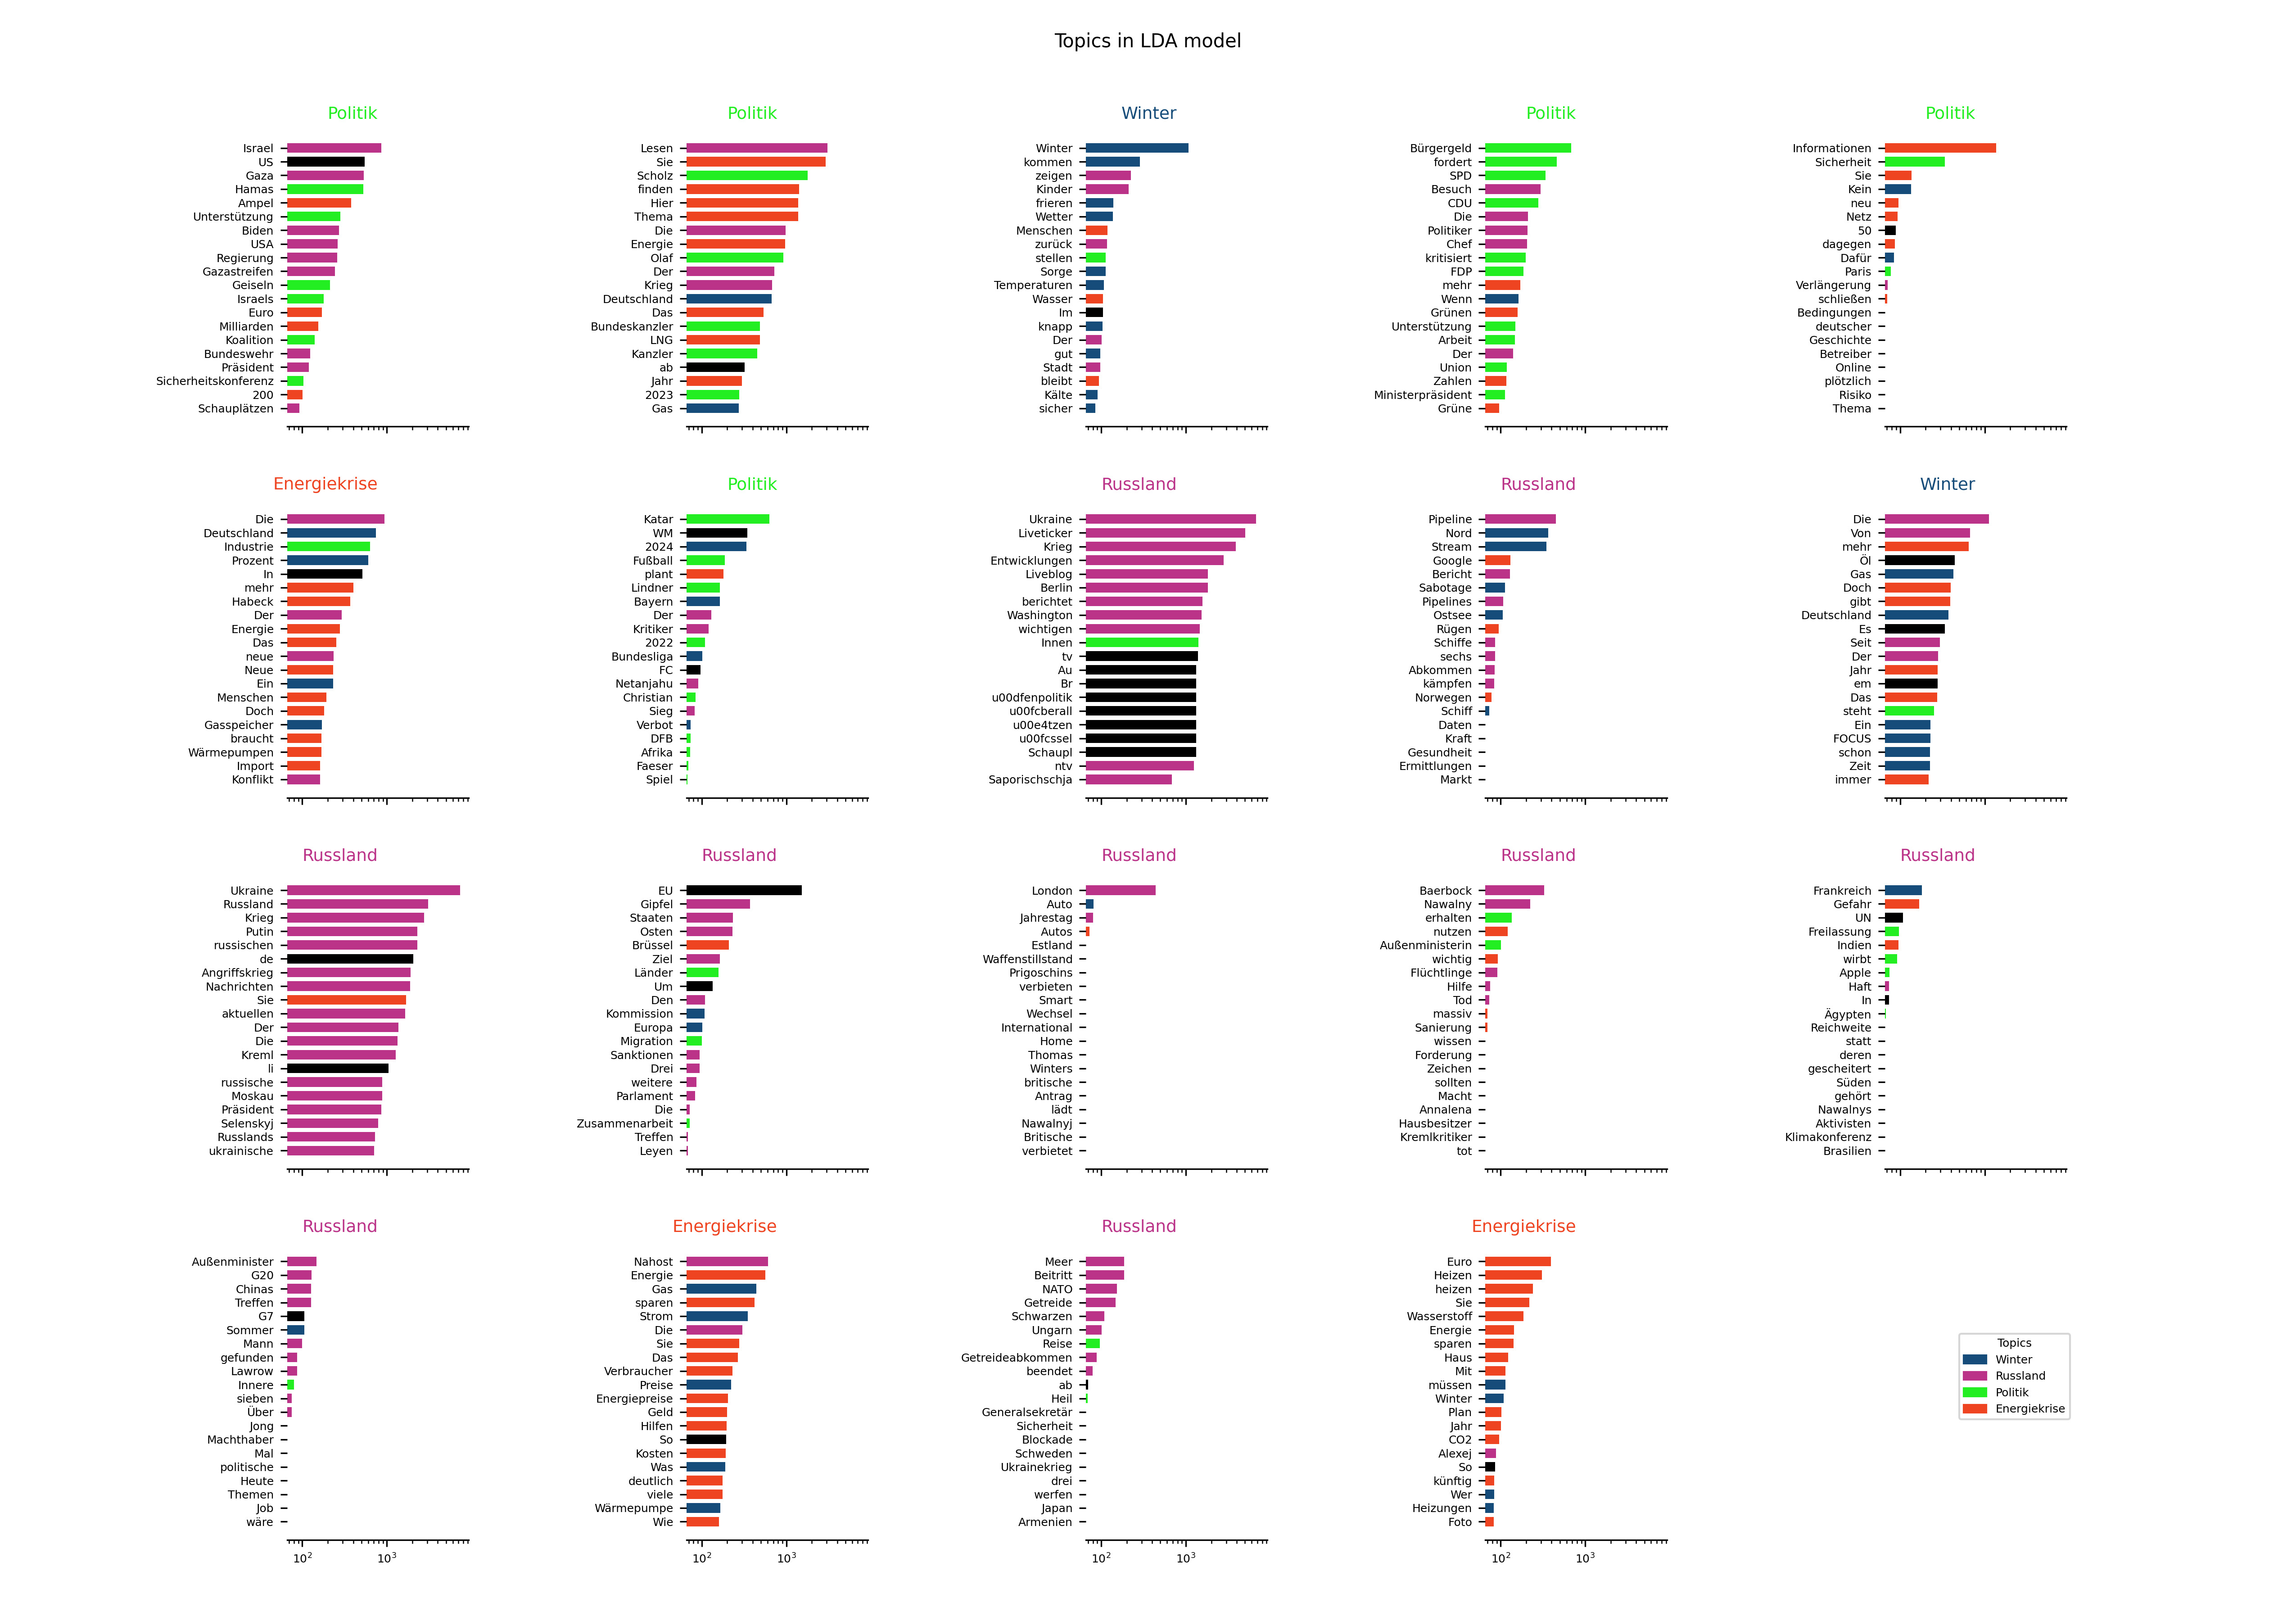 Topics in LDA model
Politik
Israel
US
Gaza
Hamas
Ampel
Unterstützung
Biden
USA
Regierung
Gazastreifen
Geiseln
Israels
Euro
Milliarden
Koalition
Bundeswehr
Präsident
Sicherheitskonferenz
200
Schauplätzen
Politik
Lesen
Sie
Scholz
finden
Hier
Thema
Die
Energie
Olaf
Der
Krieg
Deutschland
Das
Bundeskanzler
LNG
Kanzler
ab
Jahr
2023
Gas
Winter
Winter
kommen
zeigen
Kinder
frieren
Wetter
Menschen
zurück
stellen
Sorge
Temperaturen
Wasser
Im
knapp
Der
gut
Stadt
bleibt
Kälte
sicher
Politik
Bürgergeld
fordert
SPD
Besuch
CDU
Die
Politiker
Chef
kritisiert
FDP
mehr
Wenn
Grünen
Unterstützung
Arbeit
Der
Union
Zahlen
Ministerpräsident
Grüne
Politik
Informationen
Sicherheit
Sie
Kein
neu
Netz
50
dagegen
Dafür
Paris
Verlängerung
schließen
Bedingungen
deutscher
Geschichte
Betreiber
Online
plötzlich
Risiko
Thema
Energiekrise
Die
Deutschland
Industrie
Prozent
In
mehr
Habeck
Der
Energie
Das
neue
Neue
Ein
Menschen
Doch
Gasspeicher
braucht
Wärmepumpen
Import
Konflikt
Politik
Katar
WM
2024
Fußball
plant
Lindner
Bayern
Der
Kritiker
2022
Bundesliga
FC
Netanjahu
Christian
Sieg
Verbot
DFB
Afrika
Faeser
Spiel
Russland
Ukraine
Liveticker
Krieg
Entwicklungen
Liveblog
Berlin
berichtet
Washington
wichtigen
Innen
tv
Au
Br
u00dfenpolitik
u00fcberall
u00e4tzen
u00fcssel
Schaupl
ntv
Saporischschja
Russland
Pipeline
Nord
Stream
Google
Bericht
Sabotage
Pipelines
Ostsee
Rügen
Schiffe
sechs
Abkommen
kämpfen
Norwegen
Schiff
Daten
Kraft
Gesundheit
Ermittlungen
Markt
Winter
Die
Von
mehr
Öl
Gas
Doch
gibt
Deutschland
Es
Seit
Der
Jahr
em
Das
steht
Ein
FOCUS
schon
Zeit
immer
Russland
Ukraine
Russland
Krieg
Putin
russischen
de
Angriffskrieg
Nachrichten
Sie
aktuellen
Der
Die
Kreml
li
russische
Moskau
Präsident
Selenskyj
Russlands
ukrainische
Russland
EU
Gipfel
Staaten
Osten
Brüssel
Ziel
Länder
Um
Den
Kommission
Europa
Migration
Sanktionen
Drei
weitere
Parlament
Die
Zusammenarbeit
Treffen
Leyen
Russland
London
Auto
Jahrestag
Autos
Estland
Waffenstillstand
Prigoschins
verbieten
Smart
Wechsel
International
Home
Thomas
Winters
britische
Antrag
lädt
Nawalnyj
Britische
verbietet
Russland
Baerbock
Nawalny
erhalten
nutzen
Außenministerin
wichtig
Flüchtlinge
Hilfe
Tod
massiv
Sanierung
wissen
Forderung
Zeichen
sollten
Macht
Annalena
Hausbesitzer
Kremlkritiker
tot
Russland
Frankreich
Gefahr
UN
Freilassung
Indien
wirbt
Apple
Haft
In
Ägypten
Reichweite
statt
deren
gescheitert
Süden
gehört
Nawalnys
Aktivisten
Klimakonferenz
Brasilien
Russland
Außenminister
G20
Chinas
Treffen
G7
Sommer
Mann
gefunden
Lawrow
Innere
sieben
Über
Jong
Machthaber
Mal
politische
Heute
Themen
Job
wäre
10² 10³
Energiekrise
Nahost
Energie
Gas
sparen
Strom
Die
Sie
Das
Verbraucher
Preise
Energiepreise
Geld
Hilfen
So
Kosten
Was
deutlich
viele
Wärmepumpe
Wie
10² 10³
Russland
Meer
Beitritt
NATO
Getreide
Schwarzen
Ungarn
Reise
Getreideabkommen
beendet
ab
Heil
Generalsekretär
Sicherheit
Blockade
Schweden
Ukrainekrieg
drei
werfen
Japan
Armenien
10² 10³
Energiekrise
Euro
Heizen
heizen
Sie
Wasserstoff
Energie
sparen
Haus
Mit
müssen
Winter
Plan
Jahr
CO2
Alexej
So
künftig
Wer
Heizungen
Foto
10² 10³
Topics
Winter
Russland
Politik
Energiekrise